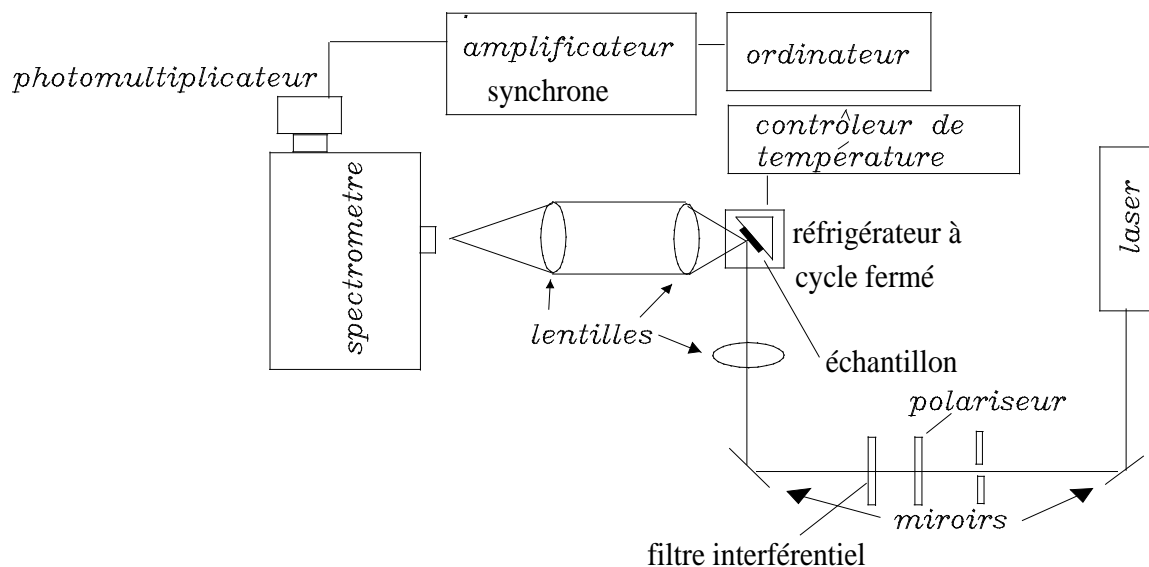 amplificateur
synchrone
ordinateur
photomultiplicateur
contrôleur de
température
spectrometre
laser
réfrigérateur à
cycle fermé
lentilles
échantillon
polariseur
miroirs
filtre interférentiel